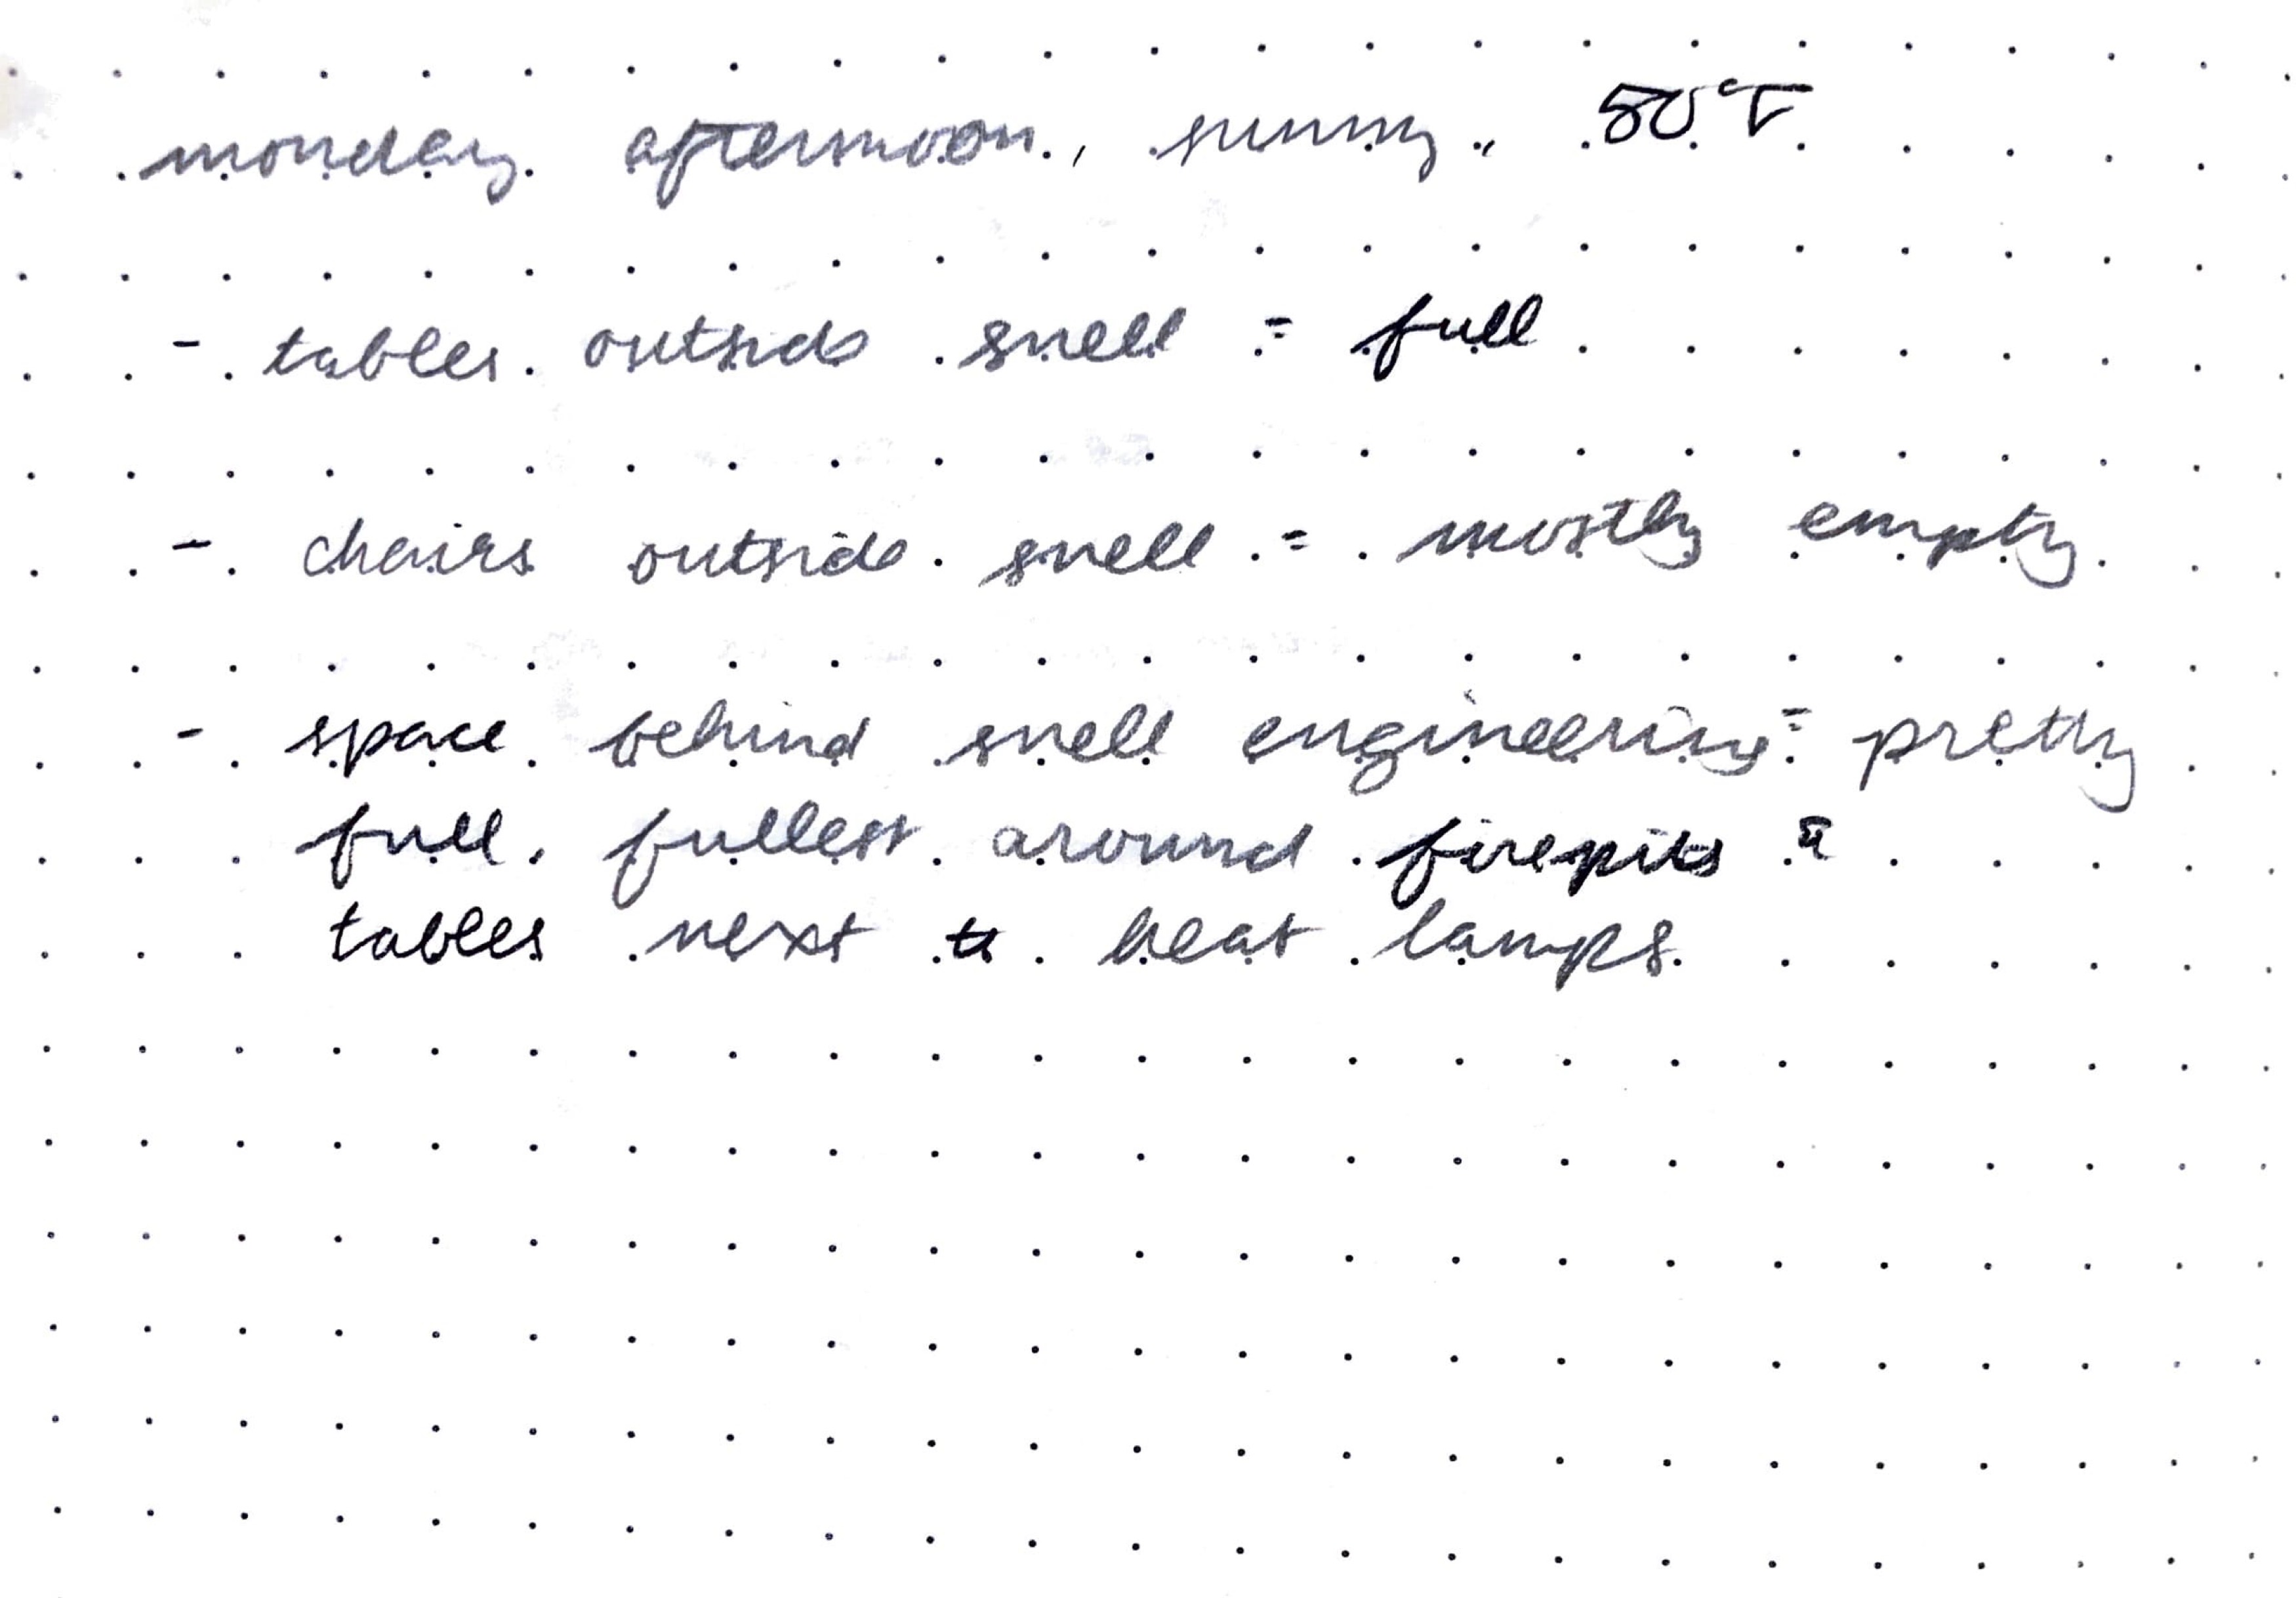 monday afternoon, sunny, 50°F
- tables outside snell = full
- chairs outside snell = mostly empty
- space behind snell engineering = pretty
full. fullest around firepits &
tables next to heat lamps.